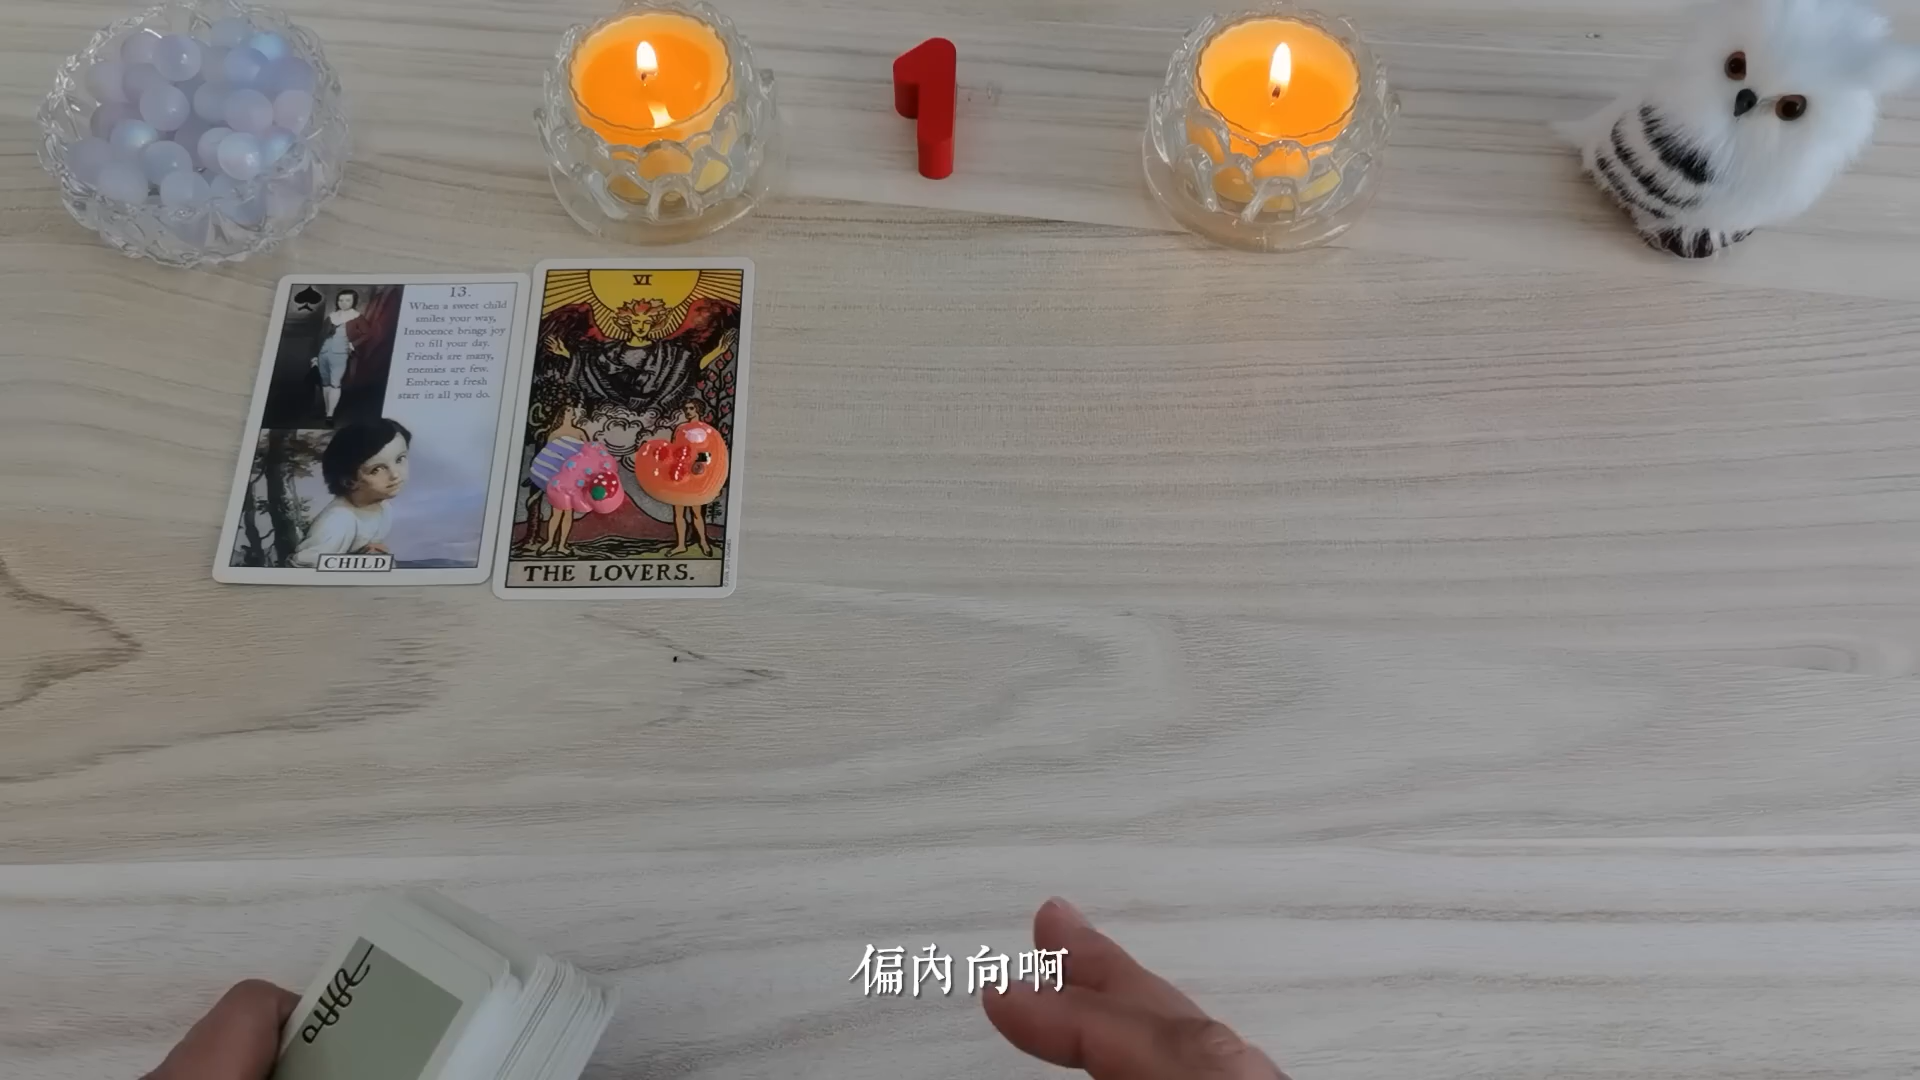 1
13.
When a sweet child
smiles your way,
Innocence brings joy
to fill your day.
Friends are many,
enemies are few.
Embrace a fresh
start in all you do.
CHILD
VI
THE LOVERS.
偏内向啊